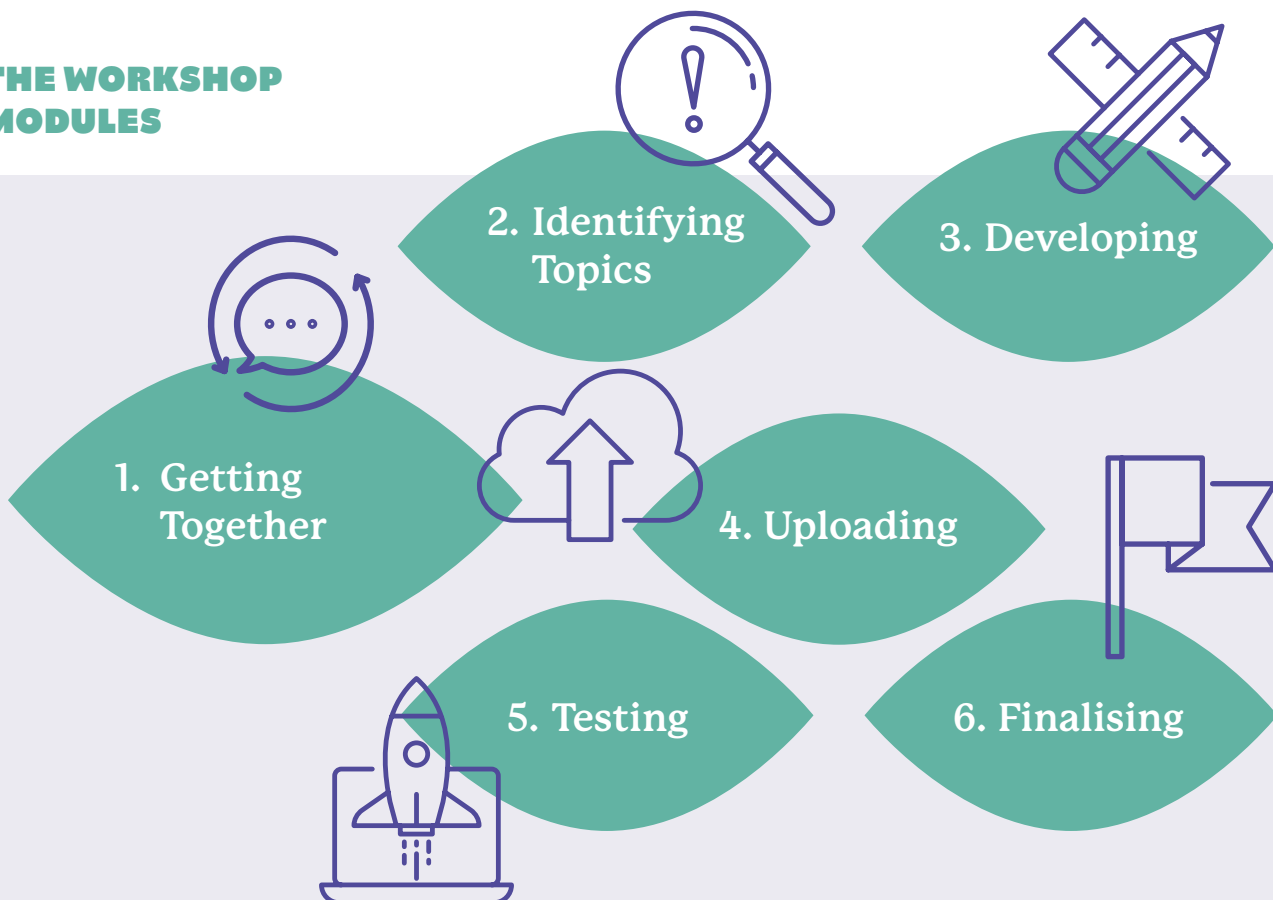 THE WORKSHOP
MODULES
1. Getting
Together
2. Identifying
Topics
3. Developing
4. Uploading
5. Testing
6. Finalising